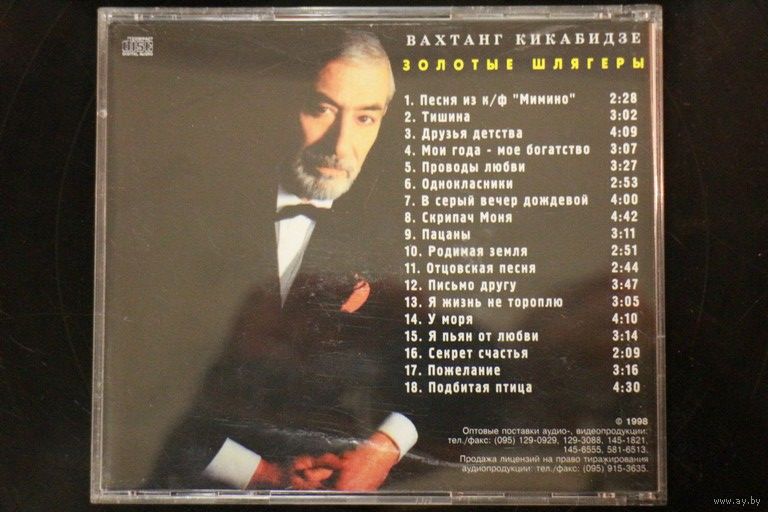 COMPACT
disc
DIGITAL AUDIO
ВАХТАНГ КИКАБИДЗЕ
ЗОЛОТЫЕ ШЛЯГЕРЫ
1. Песня из к/ф "Мимино" 2:28
2. Тишина 3:02
3. Друзья детства 4:09
4. Мои года - мое богатство 3:07
5. Проводы любви 3:27
6. Однокласники 2:53
7. В серый вечер дождевой 4:00
8. Скрипач Моня 4:42
9. Пацаны 3:11
10. Родимая земля 2:51
11. Отцовская песня 2:44
12. Письмо другу 3:47
13. Я жизнь не тороплю 3:05
14. У моря 4:10
15. Я пьян от любви 3:14
16. Секрет счастья 2:09
17. Пожелание 3:16
18. Подбитая птица 4:30
© 1998
Оптовые поставки аудио-, видеопродукции:
тел./факс: (095) 129-0929, 129-3088, 145-1821,
145-6555, 581-6513.
Продажа лицензий на право тиражирования
аудиопродукции: тел./факс: (095) 915-3635.
www.ay.by